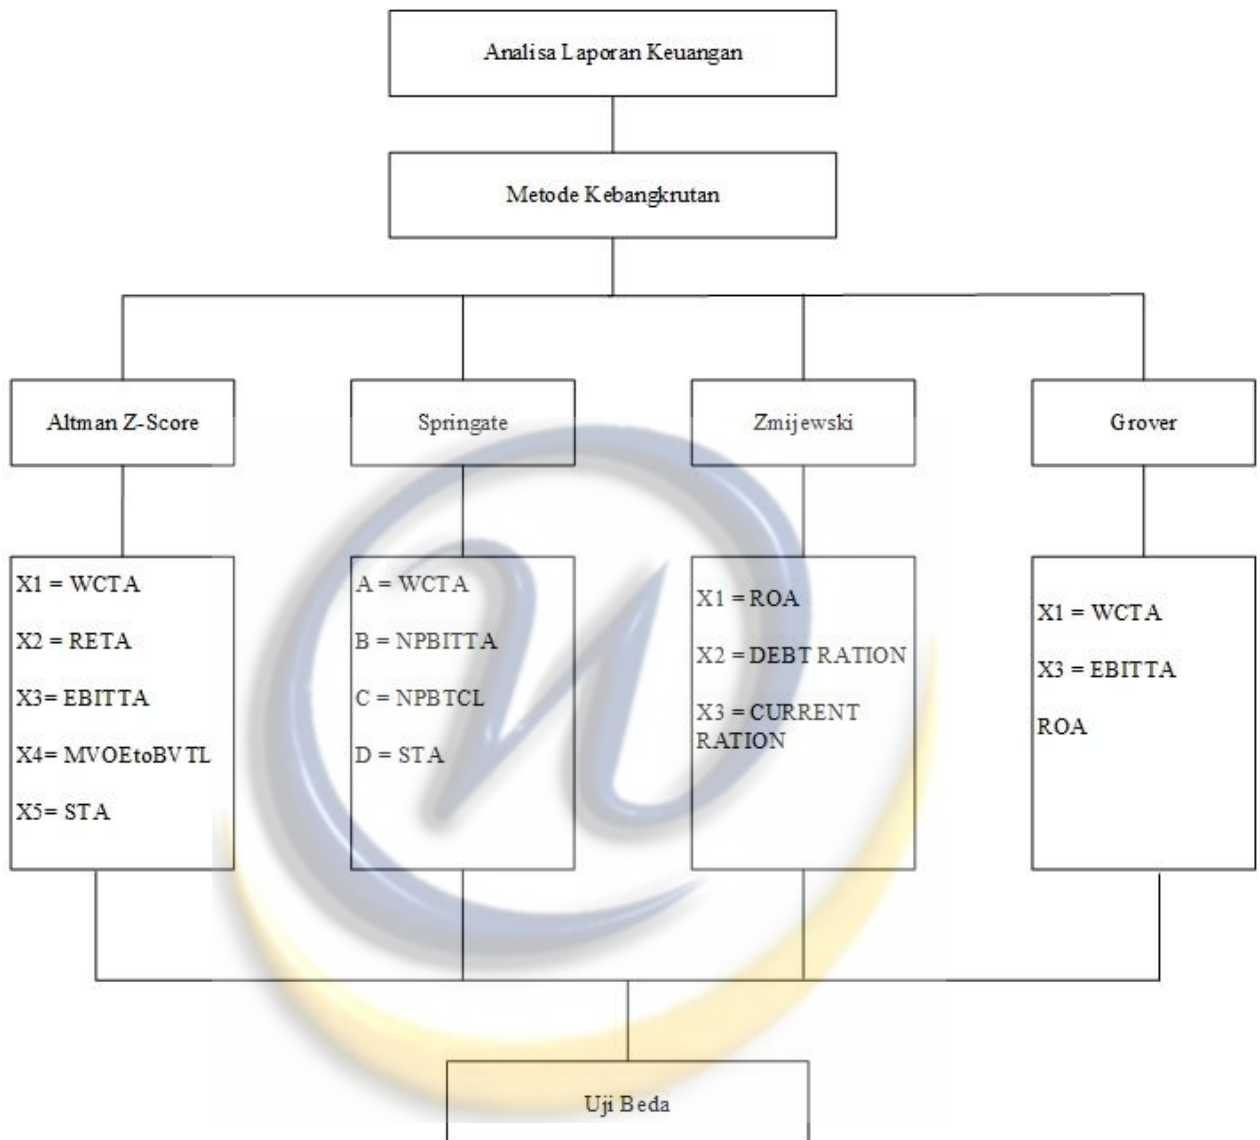 Analisa Laporan Keuangan
Metode Kebangkrutan
Altman Z-Score
Springate
Zmijewski
Grover
X1 = WCTA
X2 = RETA
X3= EBITTA
X4= MVOEtoBVTL
X5= STA
A = WCTA
B = NPBITTA
C = NPBTCL
D = STA
X1 = ROA
X2 = DEBT RATION
X3 = CURRENT
RATION
X1 = WCTA
X3 = EBITTA
ROA
Uji Beda